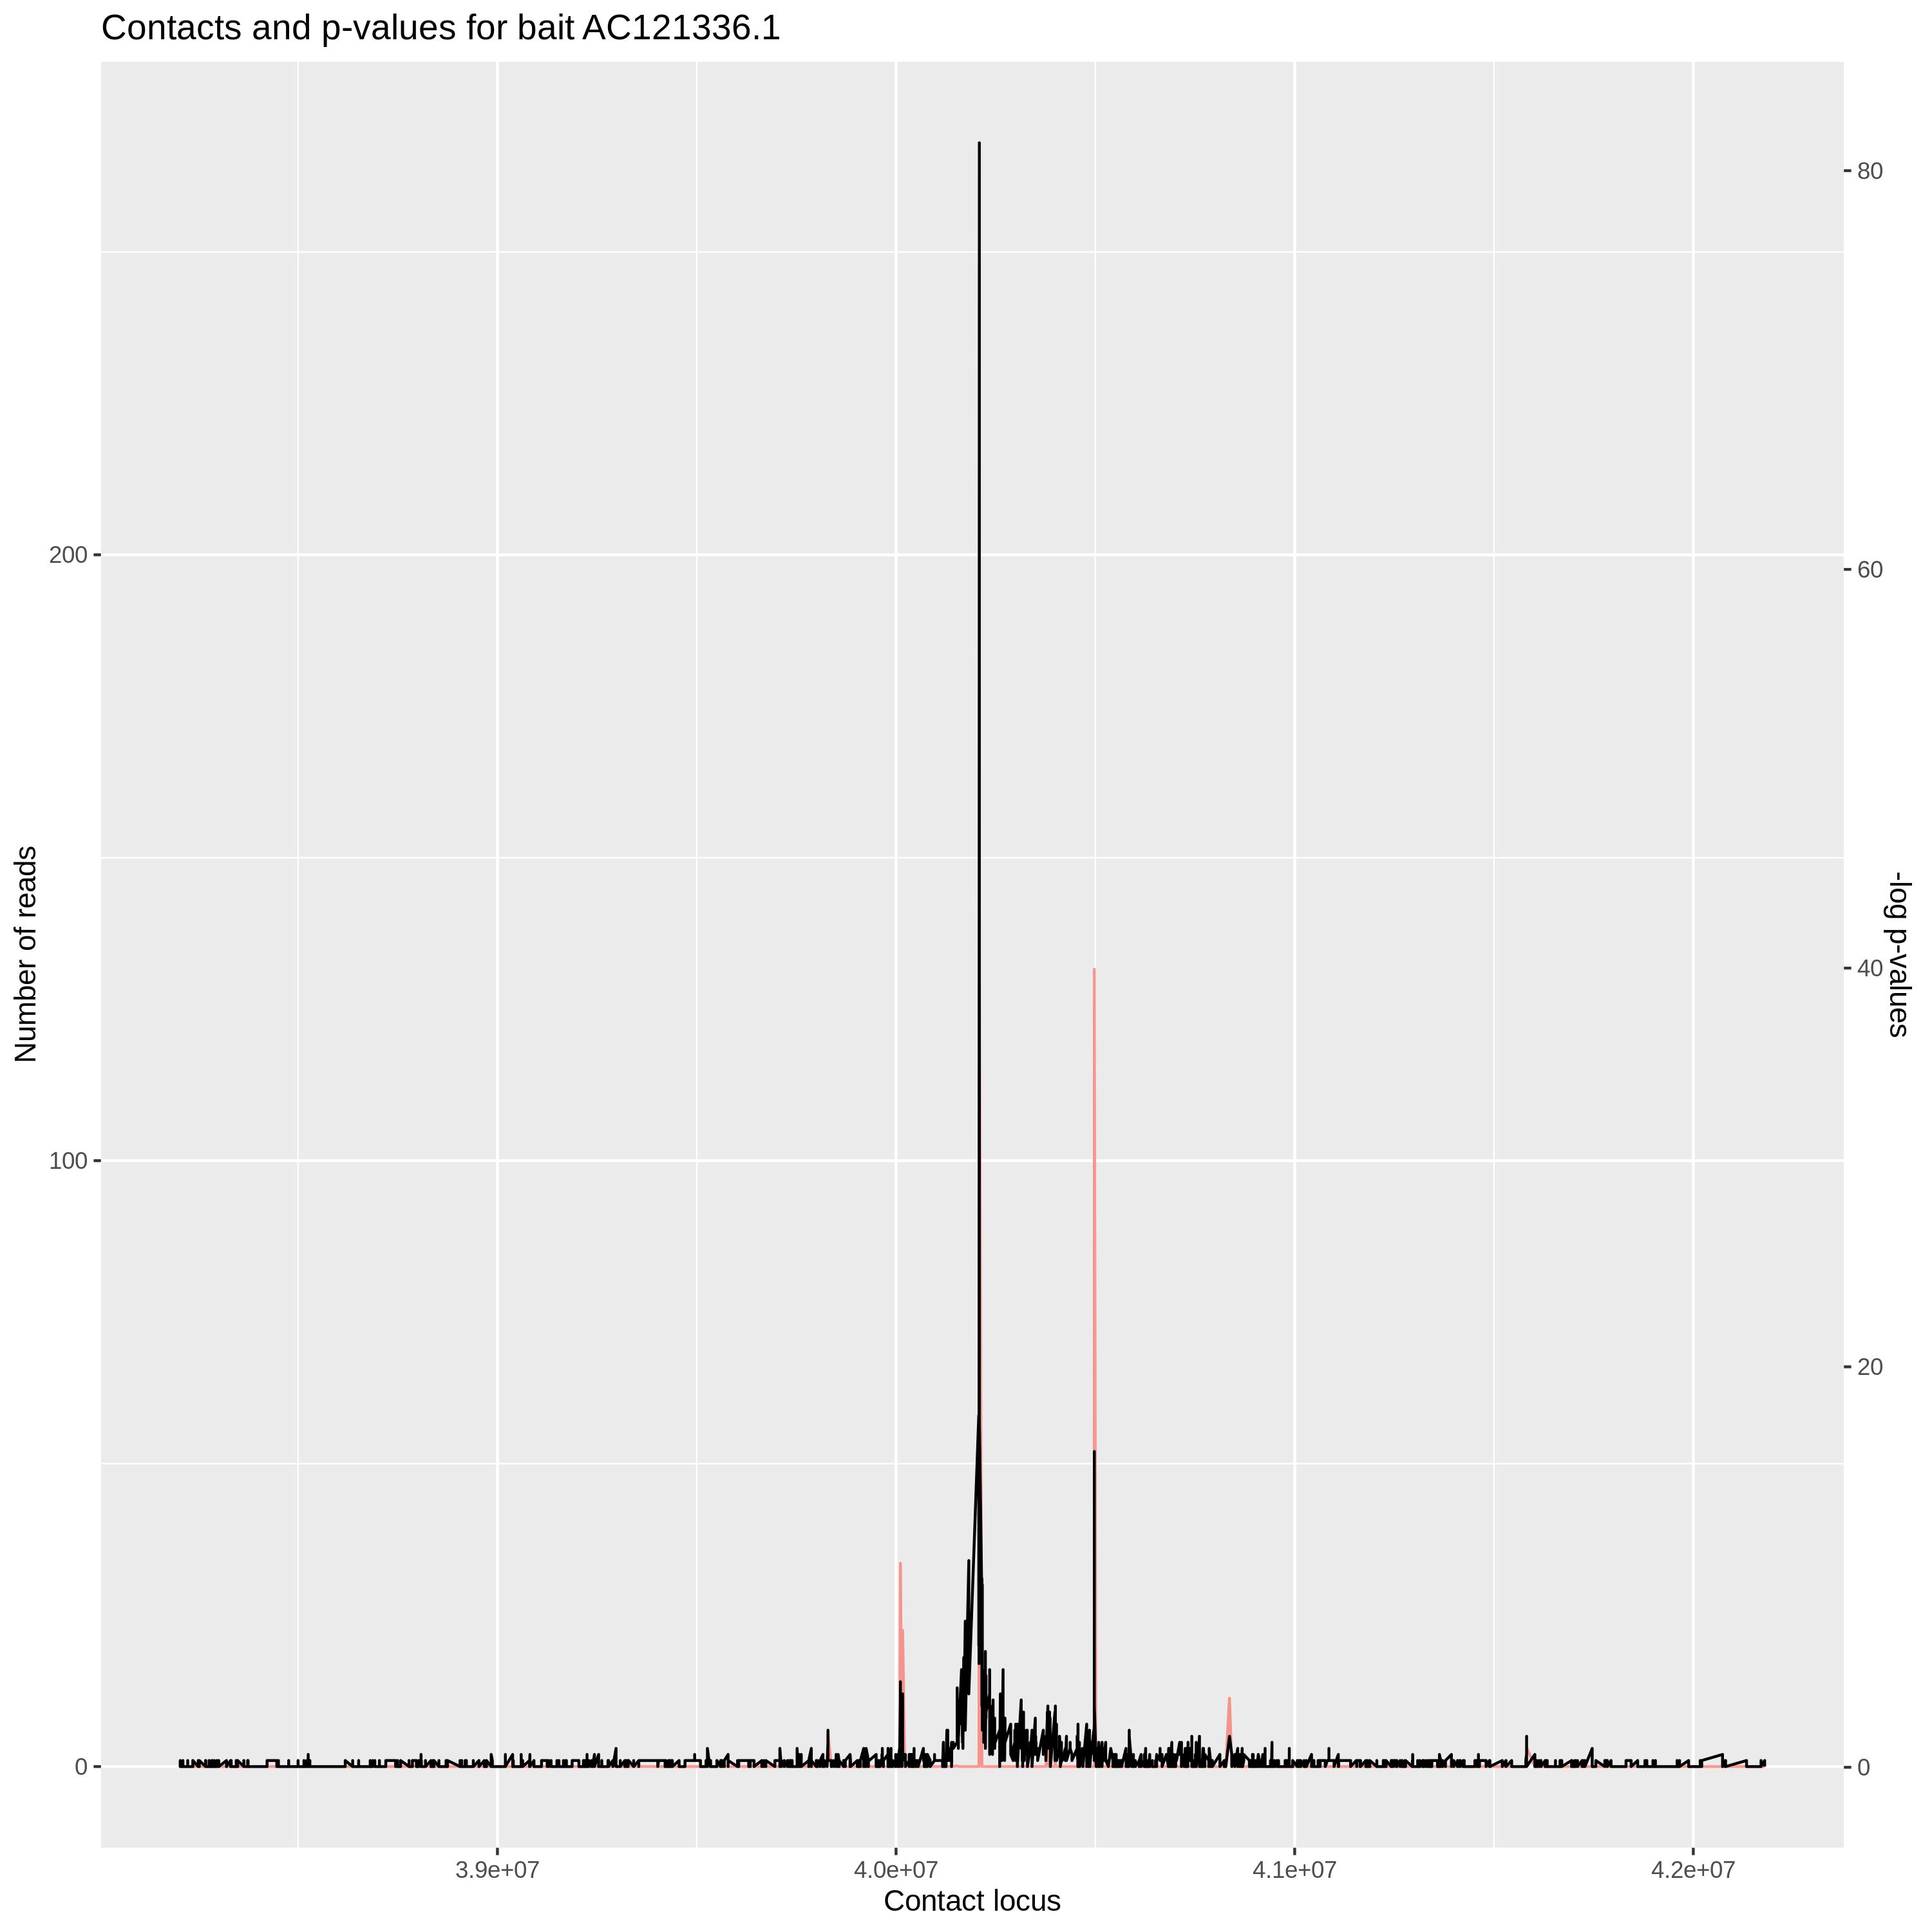 Contacts and p-values for bait AC121336.1
80
200
60
Number of reads
-log p-values
40
100
20
0
0
3.9e+07
4.0e+07
4.1e+07
4.2e+07
Contact locus